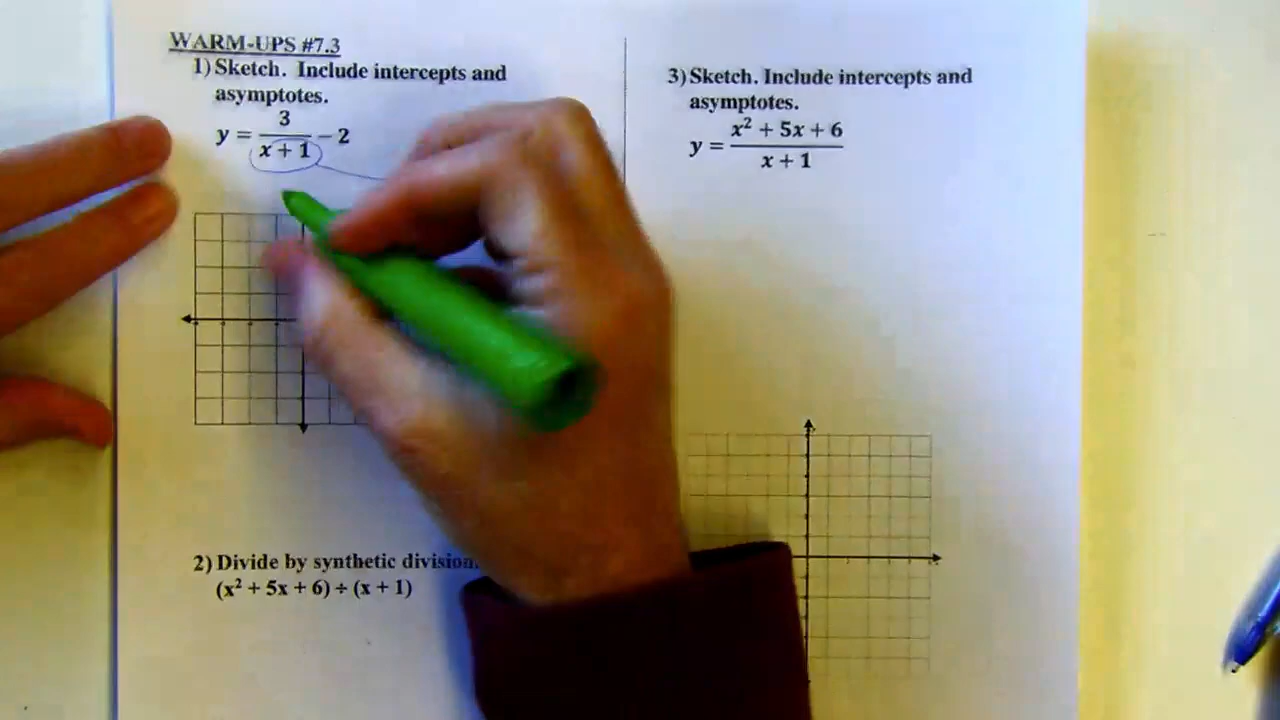 WARM-UPS #7.3
1) Sketch. Include intercepts and
asymptotes.
y = 3/(x + 1) − 2
2) Divide by synthetic division.
(x² + 5x + 6) ÷ (x + 1)
3) Sketch. Include intercepts and
asymptotes.
y = (x² + 5x + 6)/(x + 1)